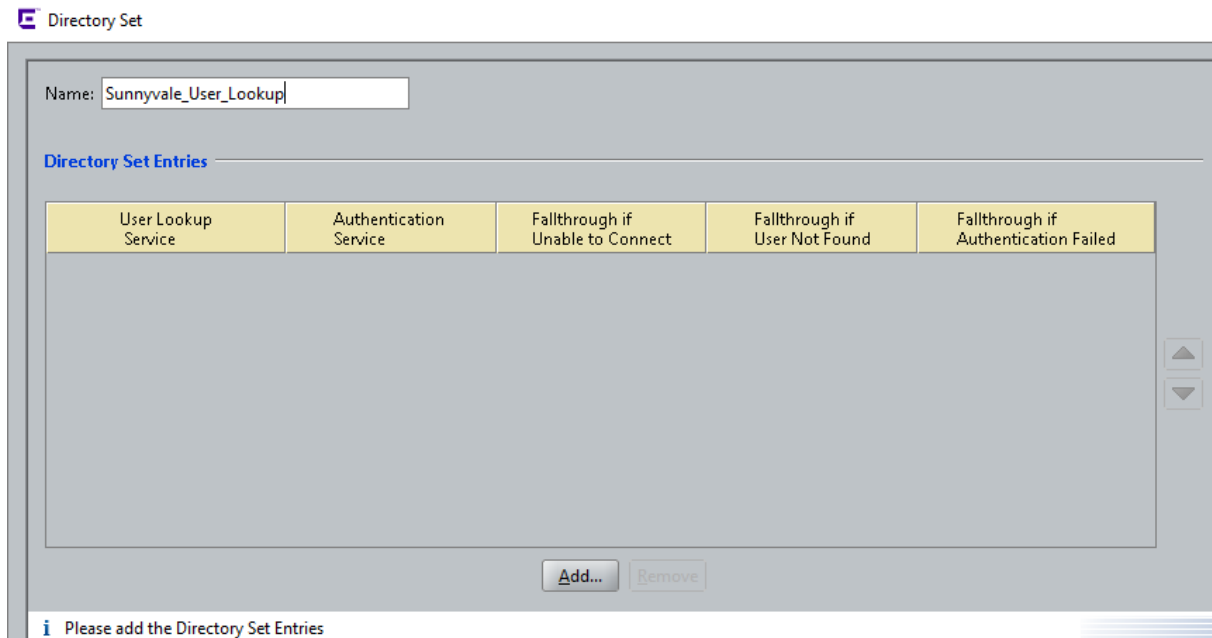 Directory Set
Name: Sunnyvale_User_Lookup
Directory Set Entries
User Lookup Service
Authentication Service
Fallthrough if Unable to Connect
Fallthrough if User Not Found
Fallthrough if Authentication Failed
Add... Remove
i Please add the Directory Set Entries